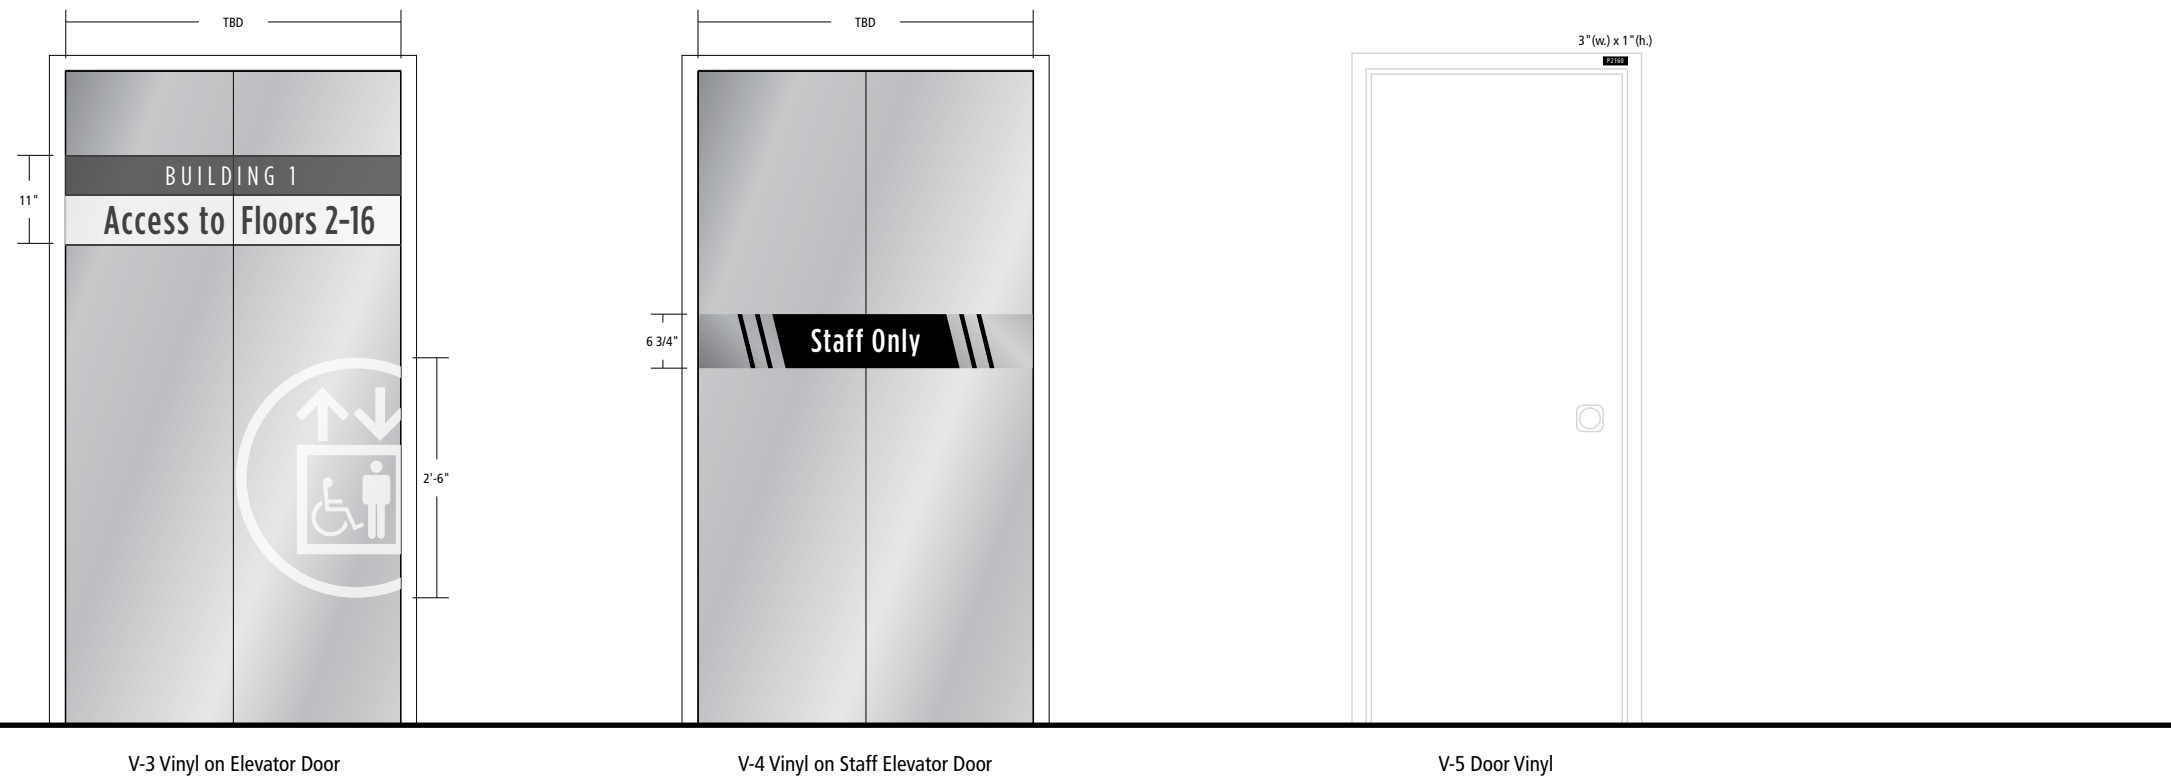 TBD
BUILDING 1
Access to Floors 2-16
11"
2'-6"
V-3 Vinyl on Elevator Door
TBD
Staff Only
6 3/4"
V-4 Vinyl on Staff Elevator Door
3"(w.) x 1"(h.)
P2160
V-5 Door Vinyl